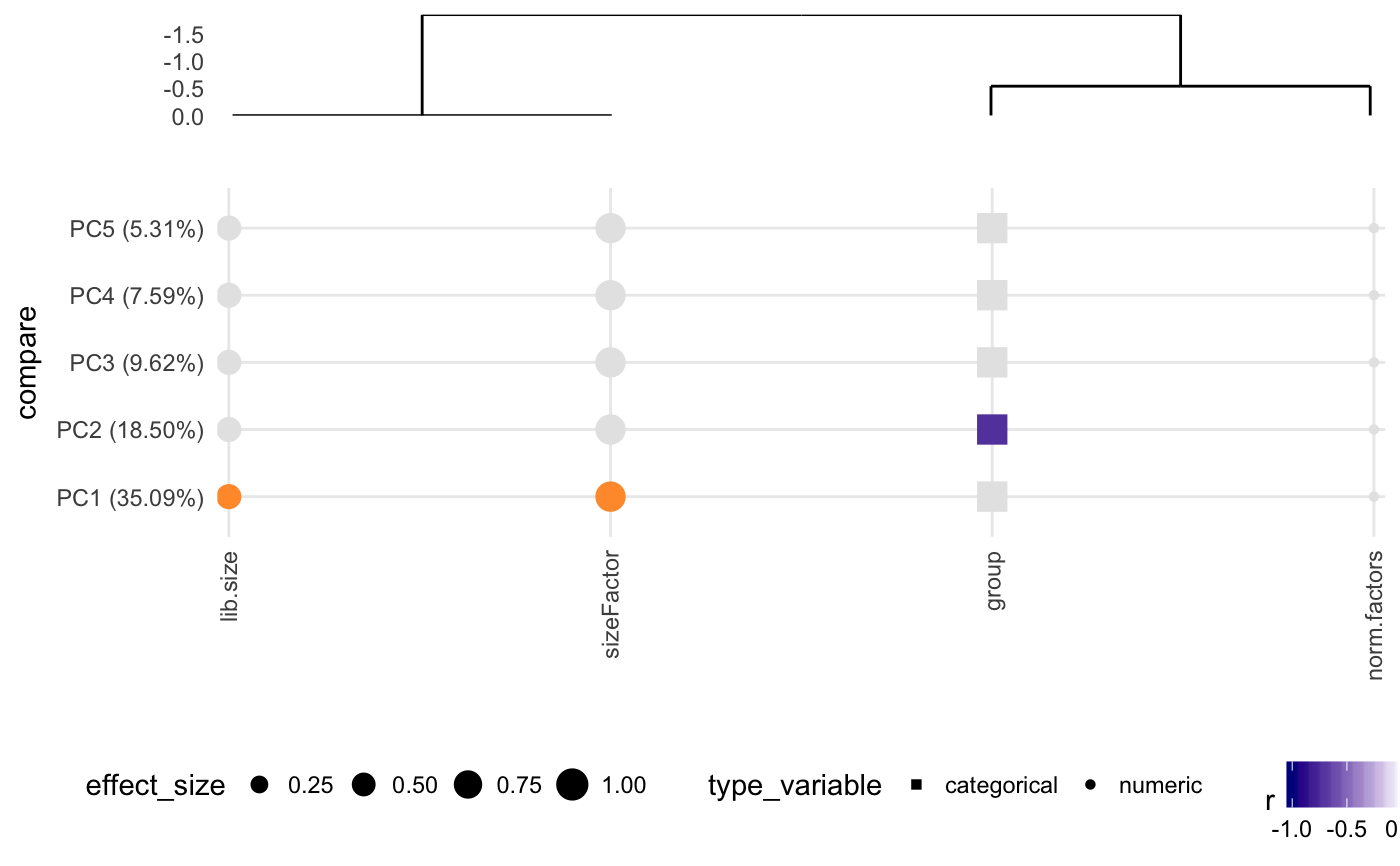 -1.5
-1.0
-0.5
0.0
compare
PC5 (5.31%)
PC4 (7.59%)
PC3 (9.62%)
PC2 (18.50%)
PC1 (35.09%)
lib.size
sizeFactor
group
norm.factors
effect_size 0.25 0.50 0.75 1.00 type_variable categorical numeric r
-1.0 -0.5 0